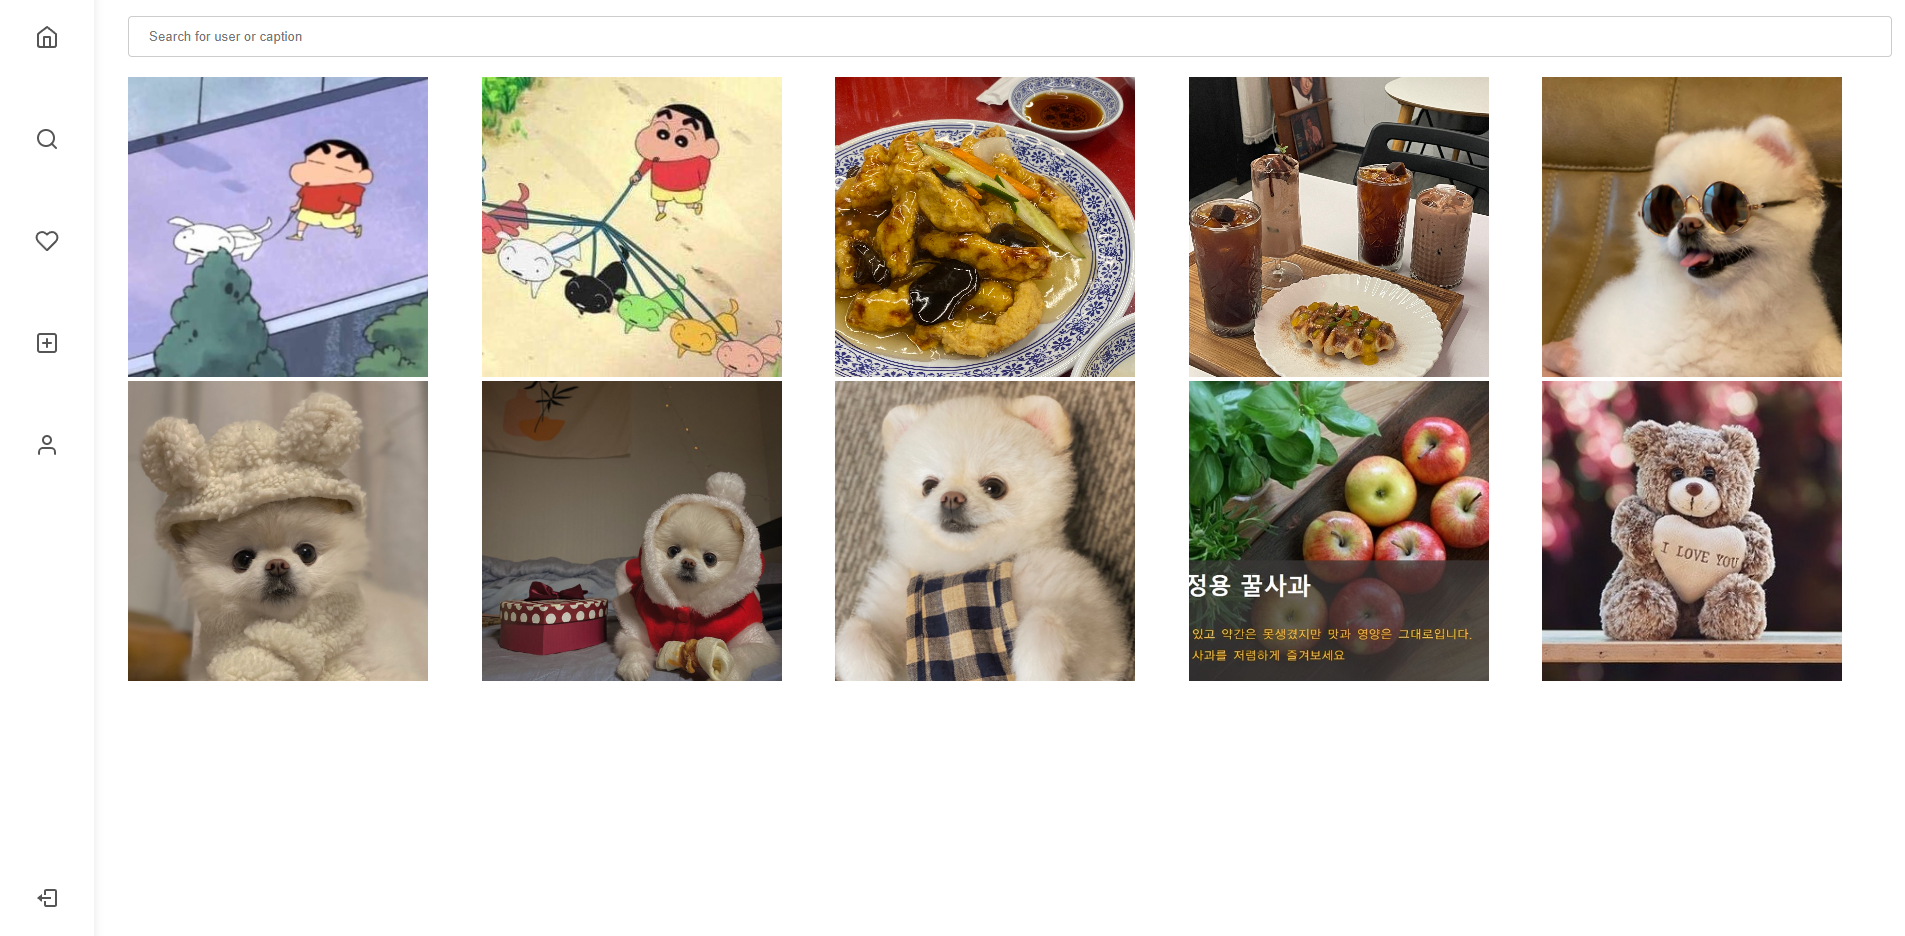 Search for user or caption
정용 꿀사과
있고 약간은 못생겼지만 맛과 영양은 그대로입니다.
사과를 저렴하게 즐겨보세요
I LOVE YOU